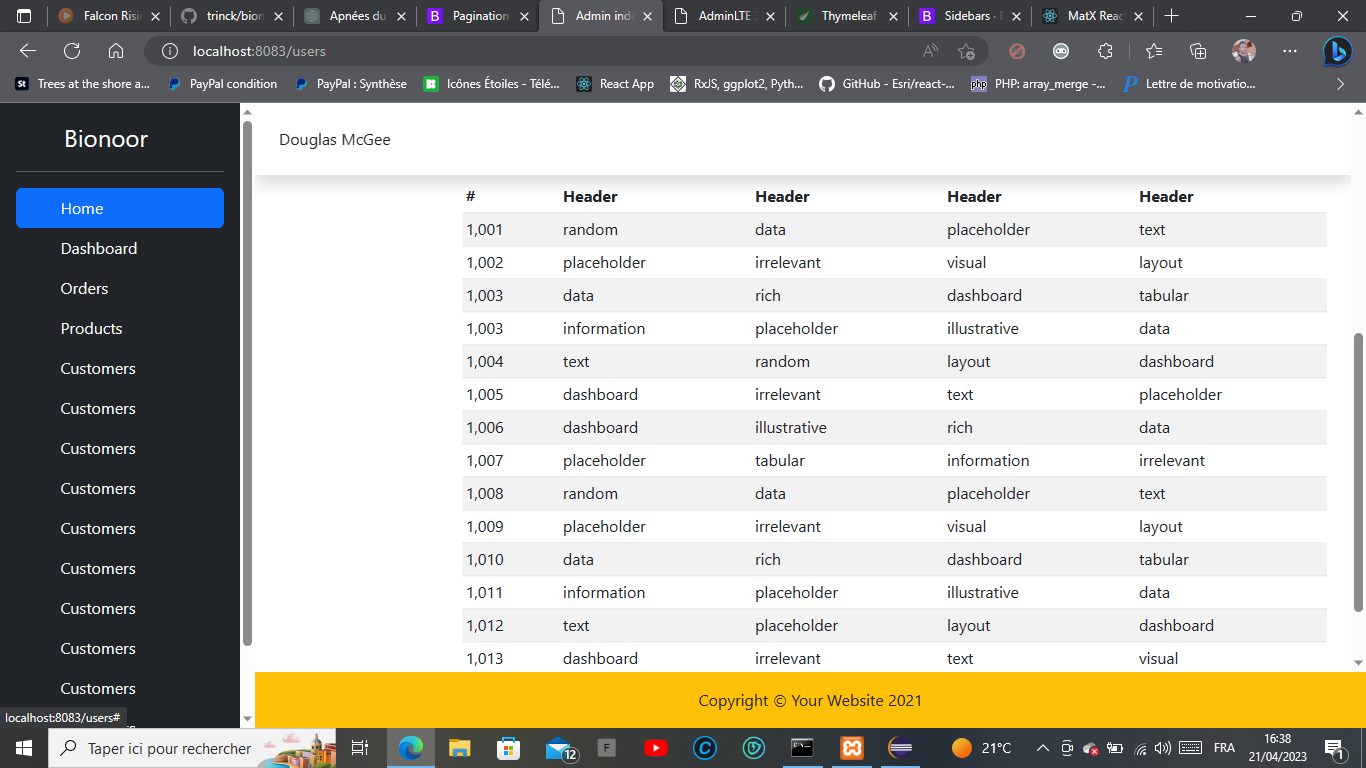 Falcon Risi
trinck/bion
Apnées du
Pagination
Admin ind
AdminLTE
Thymeleaf
Sidebars ·
MatX Reac
localhost:8083/users
Trees at the shore a...
PayPal condition
PayPal : Synthèse
Icônes Étoiles - Télé...
React App
RxJS, ggplot2, Pyth...
GitHub - Esri/react-...
PHP: array_merge -...
Lettre de motivatio...
Bionoor
Home
Dashboard
Orders
Products
Customers
Customers
Customers
Customers
Customers
Customers
Customers
Customers
Customers
localhost:8083/users#
Douglas McGee
# Header Header Header Header
1,001 random data placeholder text
1,002 placeholder irrelevant visual layout
1,003 data rich dashboard tabular
1,003 information placeholder illustrative data
1,004 text random layout dashboard
1,005 dashboard irrelevant text placeholder
1,006 dashboard illustrative rich data
1,007 placeholder tabular information irrelevant
1,008 random data placeholder text
1,009 placeholder irrelevant visual layout
1,010 data rich dashboard tabular
1,011 information placeholder illustrative data
1,012 text placeholder layout dashboard
1,013 dashboard irrelevant text visual
Copyright © Your Website 2021
Taper ici pour rechercher
12
21°C
FRA
16:38
21/04/2023
1